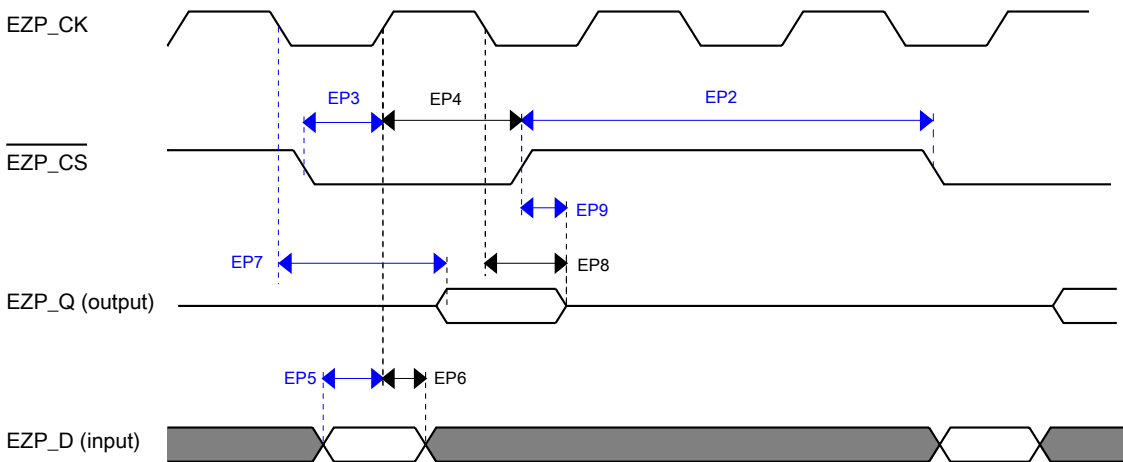 EZP_CK
EP3
EP4
EP2
EZP_CS
EP9
EP7
EP8
EZP_Q (output)
EP5
EP6
EZP_D (input)